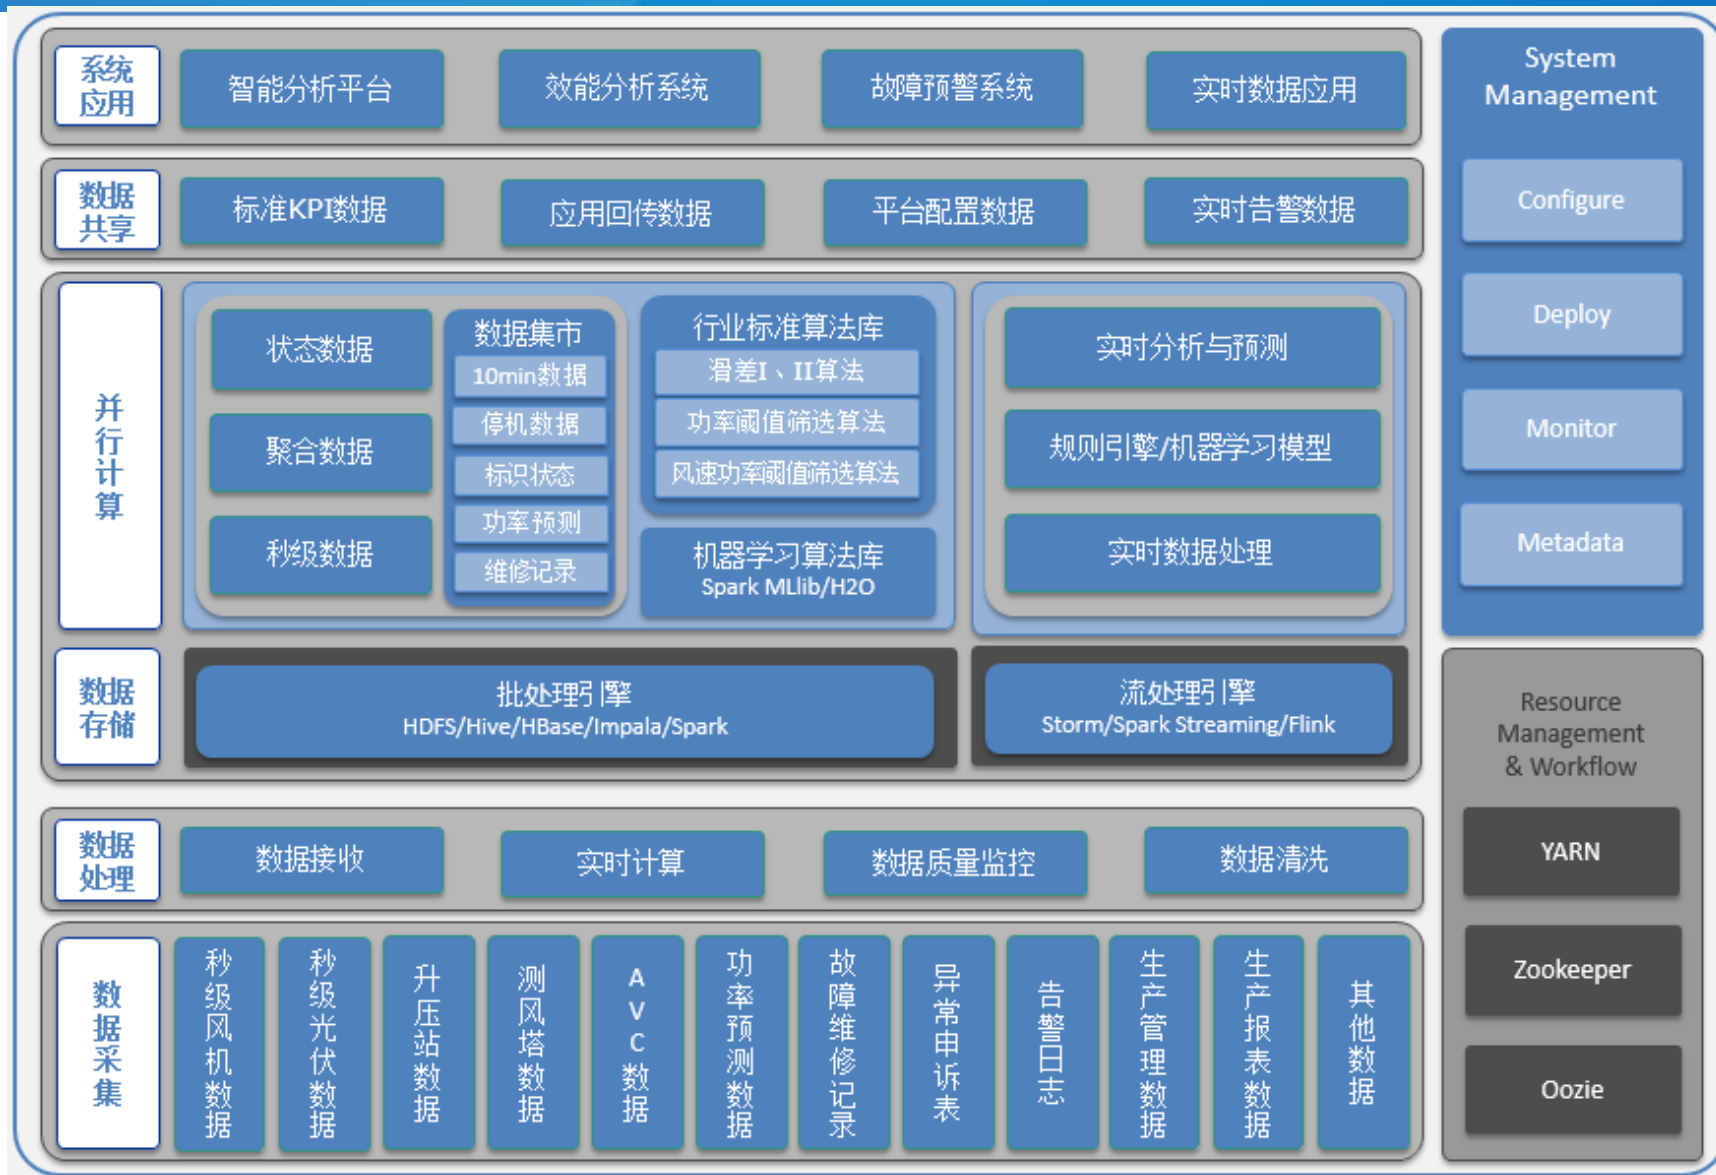 系统
应用
智能分析平台
效能分析系统
故障预警系统
实时数据应用
数据
共享
标准KPI数据
应用回传数据
平台配置数据
实时告警数据
并行计算
状态数据
聚合数据
秒级数据
数据集市
10min数据
停机数据
标识状态
功率预测
维修记录
行业标准算法库
滑差I、II算法
功率阈值筛选算法
风速功率阈值筛选算法
机器学习算法库
Spark MLlib/H2O
实时分析与预测
规则引擎/机器学习模型
实时数据处理
数据
存储
批处理引擎
HDFS/Hive/HBase/Impala/Spark
流处理引擎
Storm/Spark Streaming/Flink
数据
处理
数据接收
实时计算
数据质量监控
数据清洗
数据采集
秒级风机数据
秒级光伏数据
升压站数据
测风塔数据
AVC数据
功率预测数据
故障维修记录
异常申诉表
告警日志
生产管理数据
生产报表数据
其他数据
System
Management
Configure
Deploy
Monitor
Metadata
Resource
Management
& Workflow
YARN
Zookeeper
Oozie